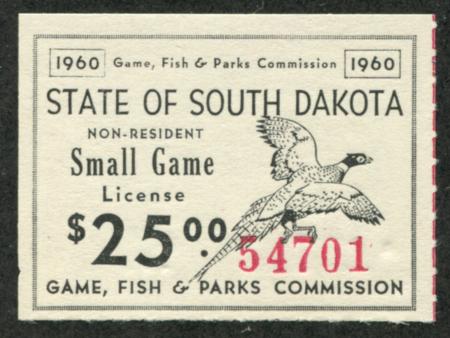 1960 Game, Fish & Parks Commission 1960
STATE OF SOUTH DAKOTA
NON-RESIDENT
Small Game
License
$25.00
54701
GAME, FISH & PARKS COMMISSION